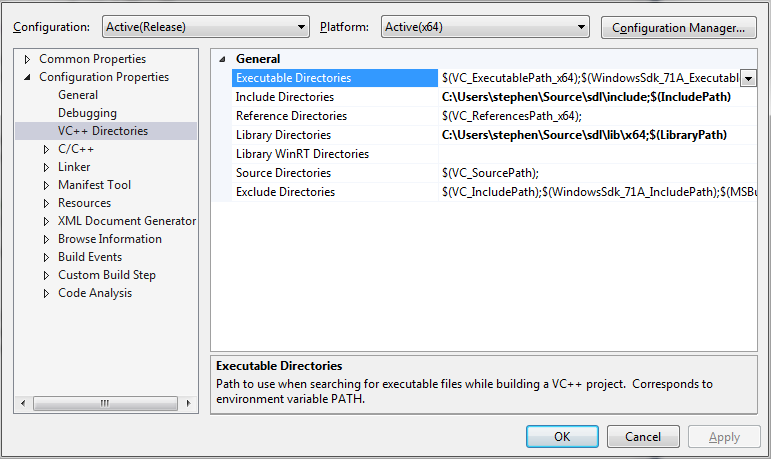 Configuration: Active(Release) Platform: Active(x64) Configuration Manager...
Common Properties
Configuration Properties
General
Debugging
VC++ Directories
C/C++
Linker
Manifest Tool
Resources
XML Document Generator
Browse Information
Build Events
Custom Build Step
Code Analysis
General
Executable Directories $(VC_ExecutablePath_x64);$(WindowsSdk_71A_Executabl
Include Directories C:\Users\stephen\Source\sdl\include;$(IncludePath)
Reference Directories $(VC_ReferencesPath_x64);
Library Directories C:\Users\stephen\Source\sdl\lib\x64;$(LibraryPath)
Library WinRT Directories
Source Directories $(VC_SourcePath);
Exclude Directories $(VC_IncludePath);$(WindowsSdk_71A_IncludePath);$(MSBu
Executable Directories
Path to use when searching for executable files while building a VC++ project.  Corresponds to
environment variable PATH.
OK Cancel Apply